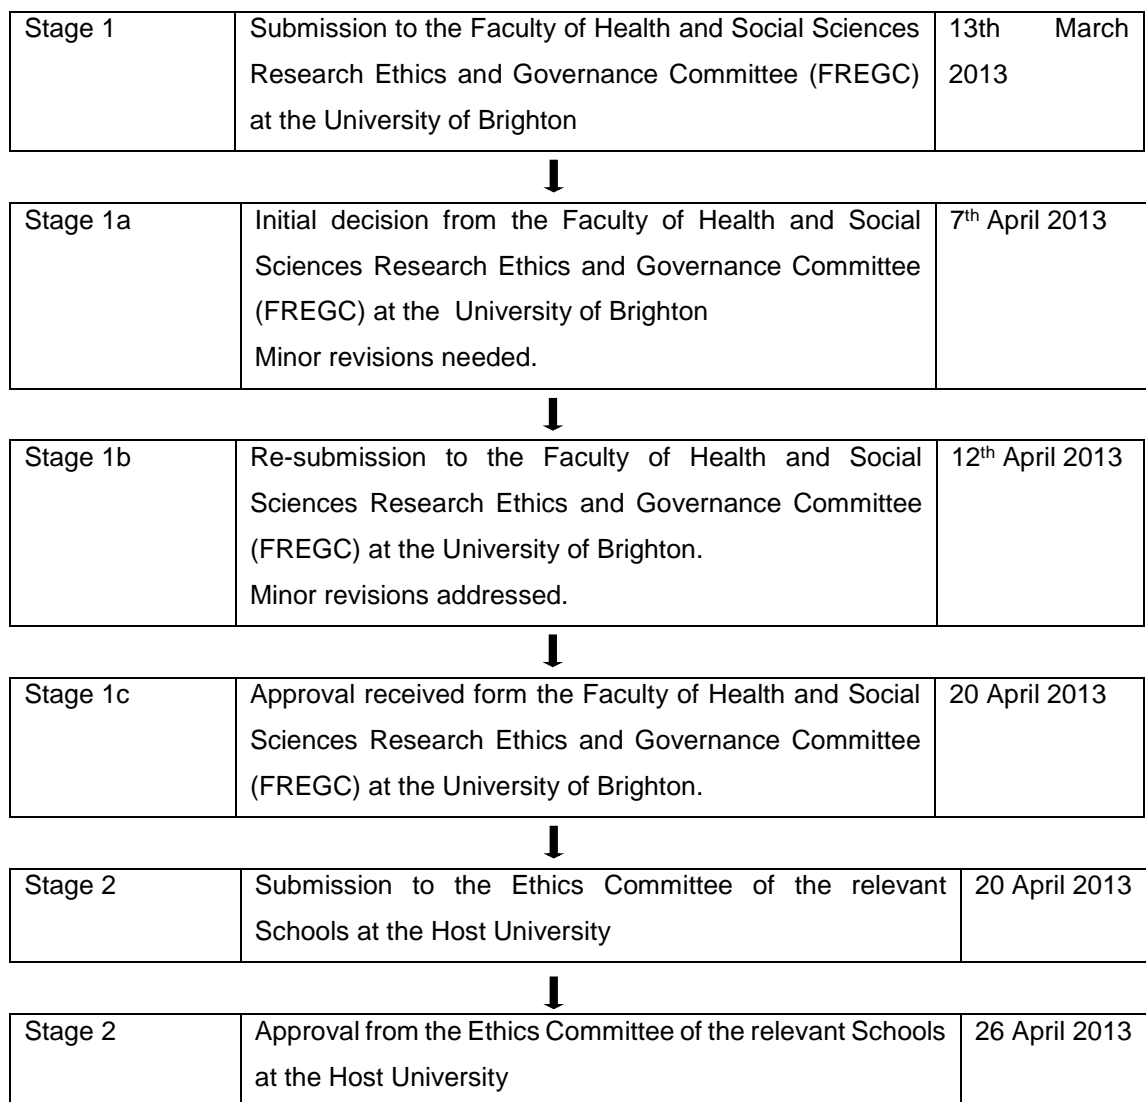 Stage 1
Submission to the Faculty of Health and Social Sciences
Research Ethics and Governance Committee (FREGC)
at the University of Brighton
13th March
2013
Stage 1a
Initial decision from the Faculty of Health and Social
Sciences Research Ethics and Governance Committee
(FREGC) at the University of Brighton
Minor revisions needed.
7th April 2013
Stage 1b
Re-submission to the Faculty of Health and Social
Sciences Research Ethics and Governance Committee
(FREGC) at the University of Brighton.
Minor revisions addressed.
12th April 2013
Stage 1c
Approval received form the Faculty of Health and Social
Sciences Research Ethics and Governance Committee
(FREGC) at the University of Brighton.
20 April 2013
Stage 2
Submission to the Ethics Committee of the relevant
Schools at the Host University
20 April 2013
Stage 2
Approval from the Ethics Committee of the relevant Schools
at the Host University
26 April 2013